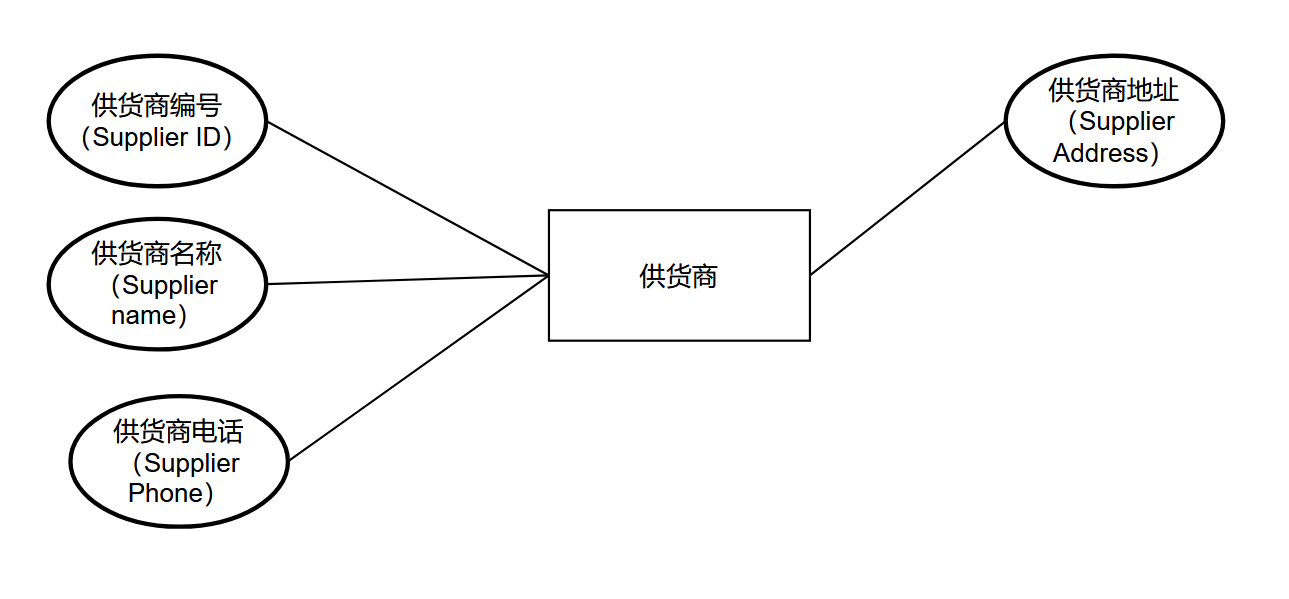 供货商编号
（Supplier ID）
供货商名称
（Supplier
name）
供货商电话
（Supplier
Phone）
供货商
供货商地址
（Supplier
Address）